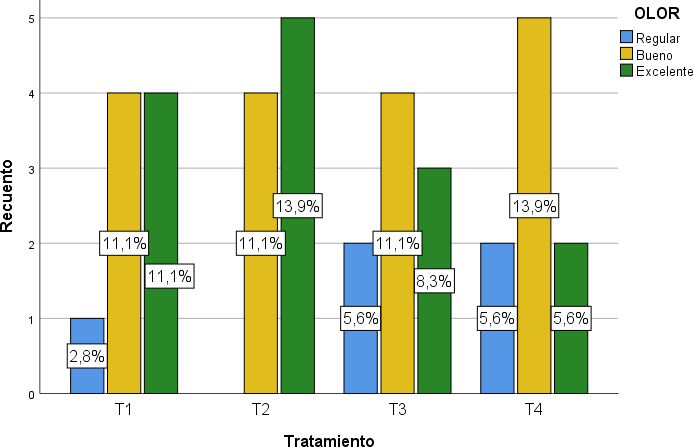 OLOR
Regular
Bueno
Excelente
Recuento
5
4
3
2
1
0
2,8%
11,1%
11,1%
11,1%
13,9%
5,6%
11,1%
8,3%
5,6%
13,9%
5,6%
T1 T2 T3 T4
Tratamiento